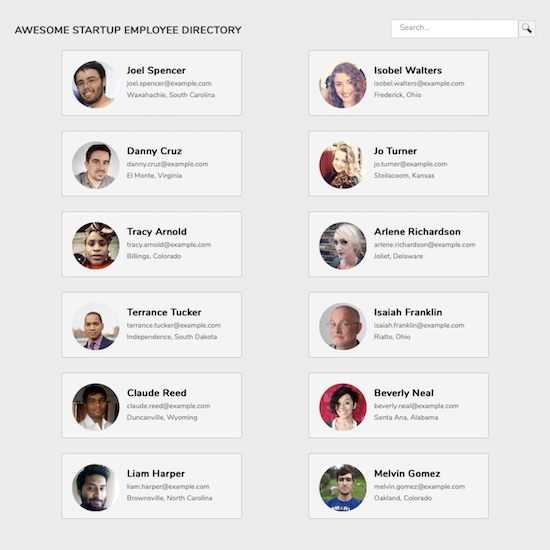 AWESOME STARTUP EMPLOYEE DIRECTORY
Search...
Joel Spencer
joel.spencer@example.com
Waxahachie, South Carolina
Isobel Walters
isobel.walters@example.com
Frederick, Ohio
Danny Cruz
danny.cruz@example.com
El Monte, Virginia
Jo Turner
jo.turner@example.com
Steilacoom, Kansas
Tracy Arnold
tracy.arnold@example.com
Billings, Colorado
Arlene Richardson
arlene.richardson@example.com
Joliet, Delaware
Terrance Tucker
terrance.tucker@example.com
Independence, South Dakota
Isaiah Franklin
isaiah.franklin@example.com
Rialto, Ohio
Claude Reed
claude.reed@example.com
Duncanville, Wyoming
Beverly Neal
beverly.neal@example.com
Santa Ana, Alabama
Liam Harper
liam.harper@example.com
Brownsville, North Carolina
Melvin Gomez
melvin.gomez@example.com
Oakland, Colorado